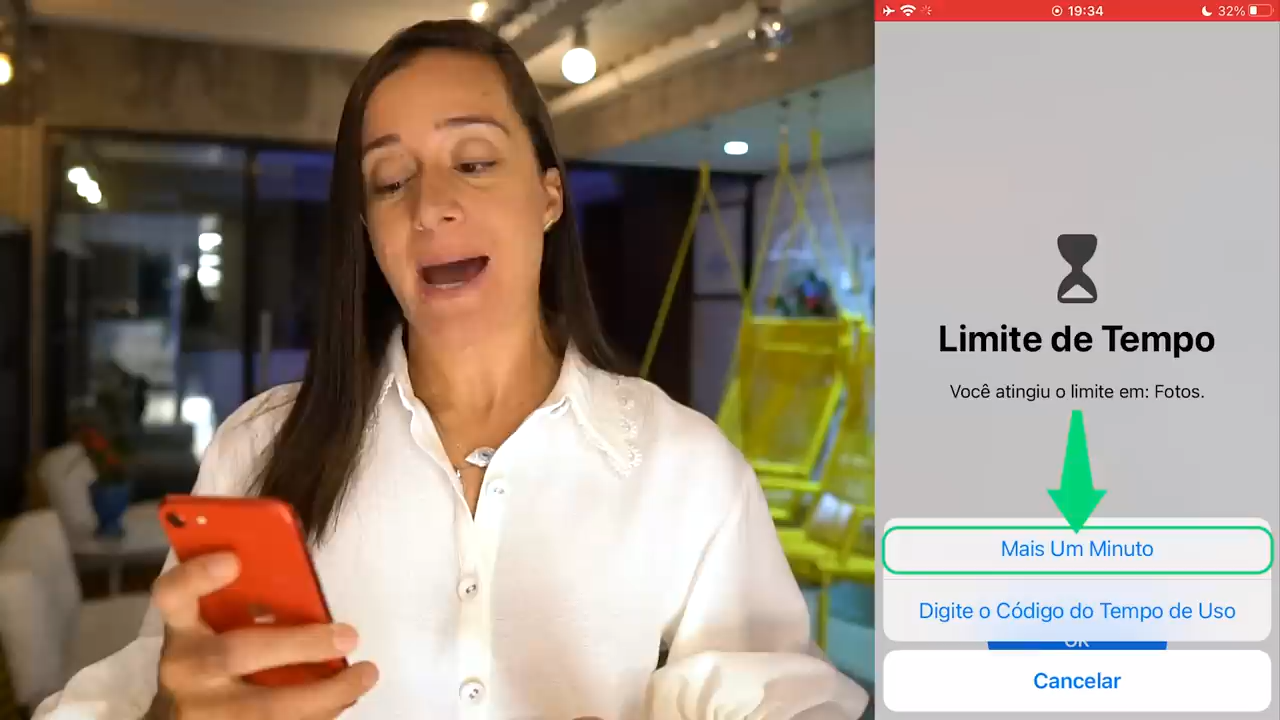 19:34
32%
Limite de Tempo
Você atingiu o limite em: Fotos.
Mais Um Minuto
Digite o Código do Tempo de Uso
OK
Cancelar